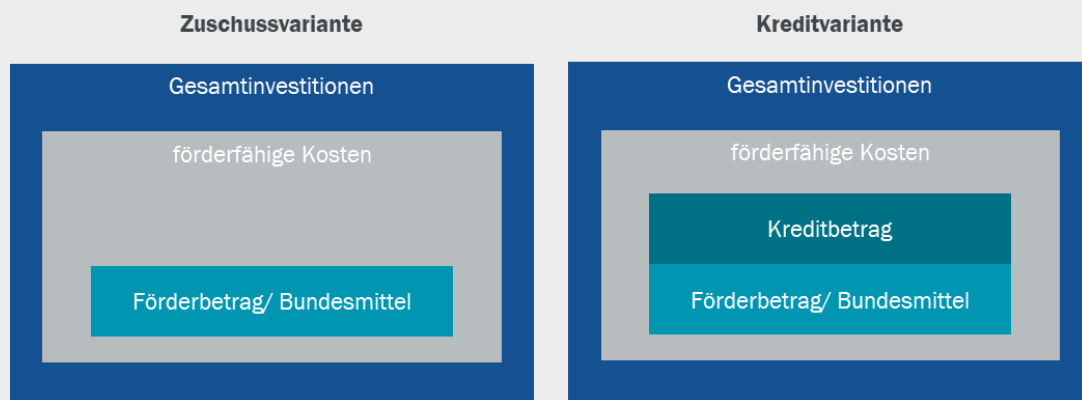 Zuschussvariante
Gesamtinvestitionen
förderfähige Kosten
Förderbetrag/ Bundesmittel
Kreditvariante
Gesamtinvestitionen
förderfähige Kosten
Kreditbetrag
Förderbetrag/ Bundesmittel